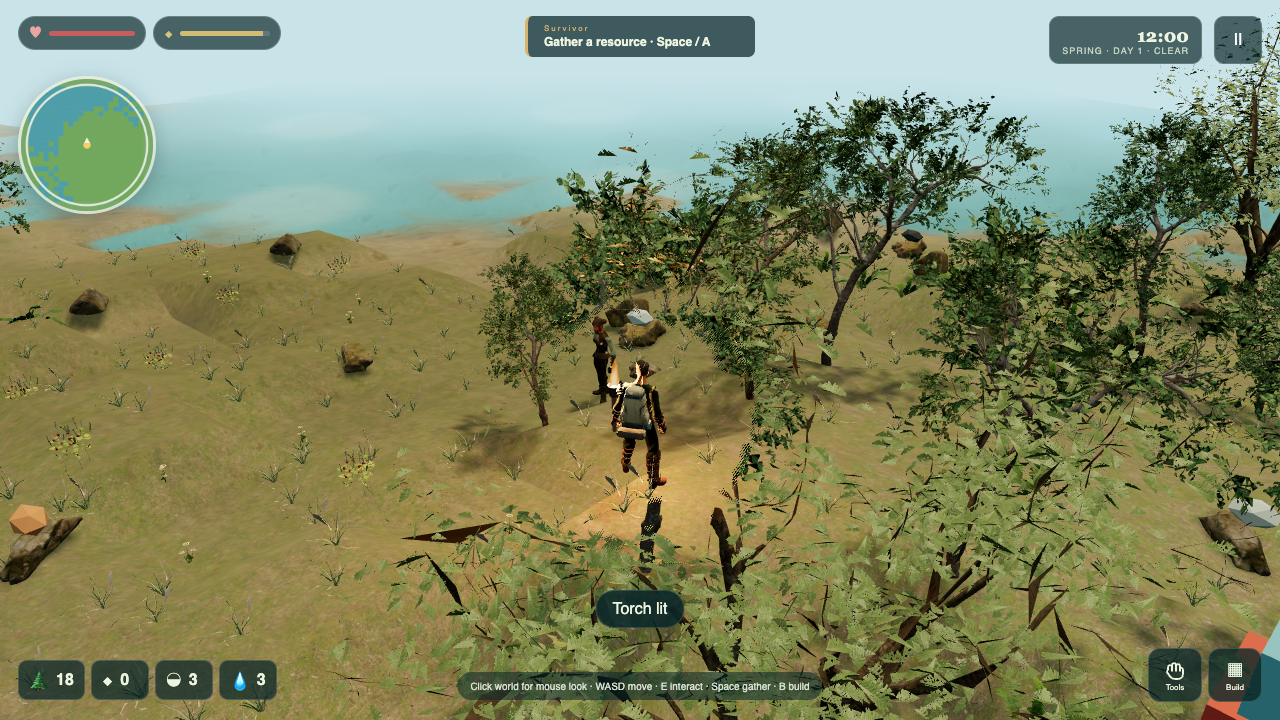 Survivor
Gather a resource · Space / A
12:00
SPRING · DAY 1 · CLEAR
Torch lit
18
0
3
3
Click world for mouse look · WASD move · E interact · Space gather · B build
Tools
Build